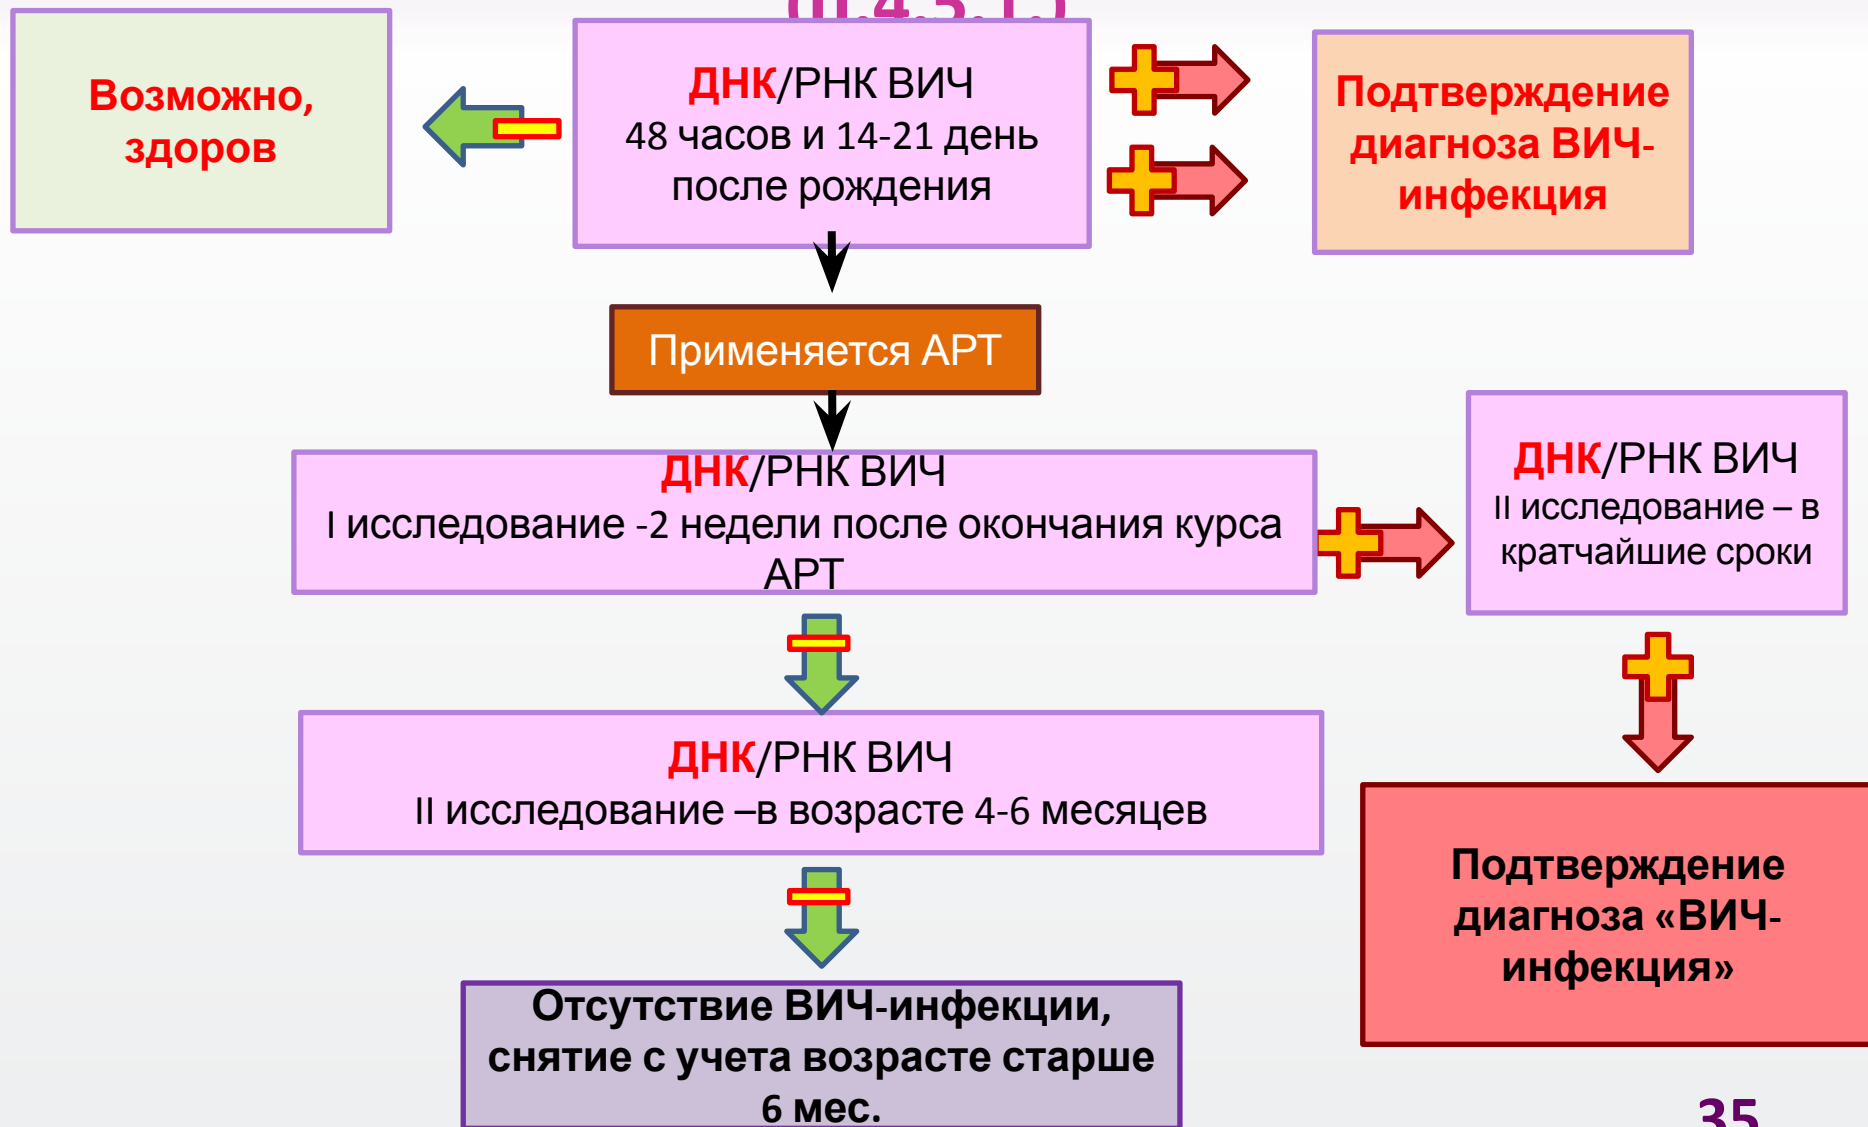 (п.4.3.1.)
Возможно,
здоров
ДНК/РНК ВИЧ
48 часов и 14-21 день
после рождения
Подтверждение
диагноза ВИЧ-
инфекция
Применяется АРТ
ДНК/РНК ВИЧ
I исследование -2 недели после окончания курса
АРТ
ДНК/РНК ВИЧ
II исследование – в
кратчайшие сроки
ДНК/РНК ВИЧ
II исследование –в возрасте 4-6 месяцев
Подтверждение
диагноза «ВИЧ-
инфекция»
Отсутствие ВИЧ-инфекции,
снятие с учета возрасте старше
6 мес.
35